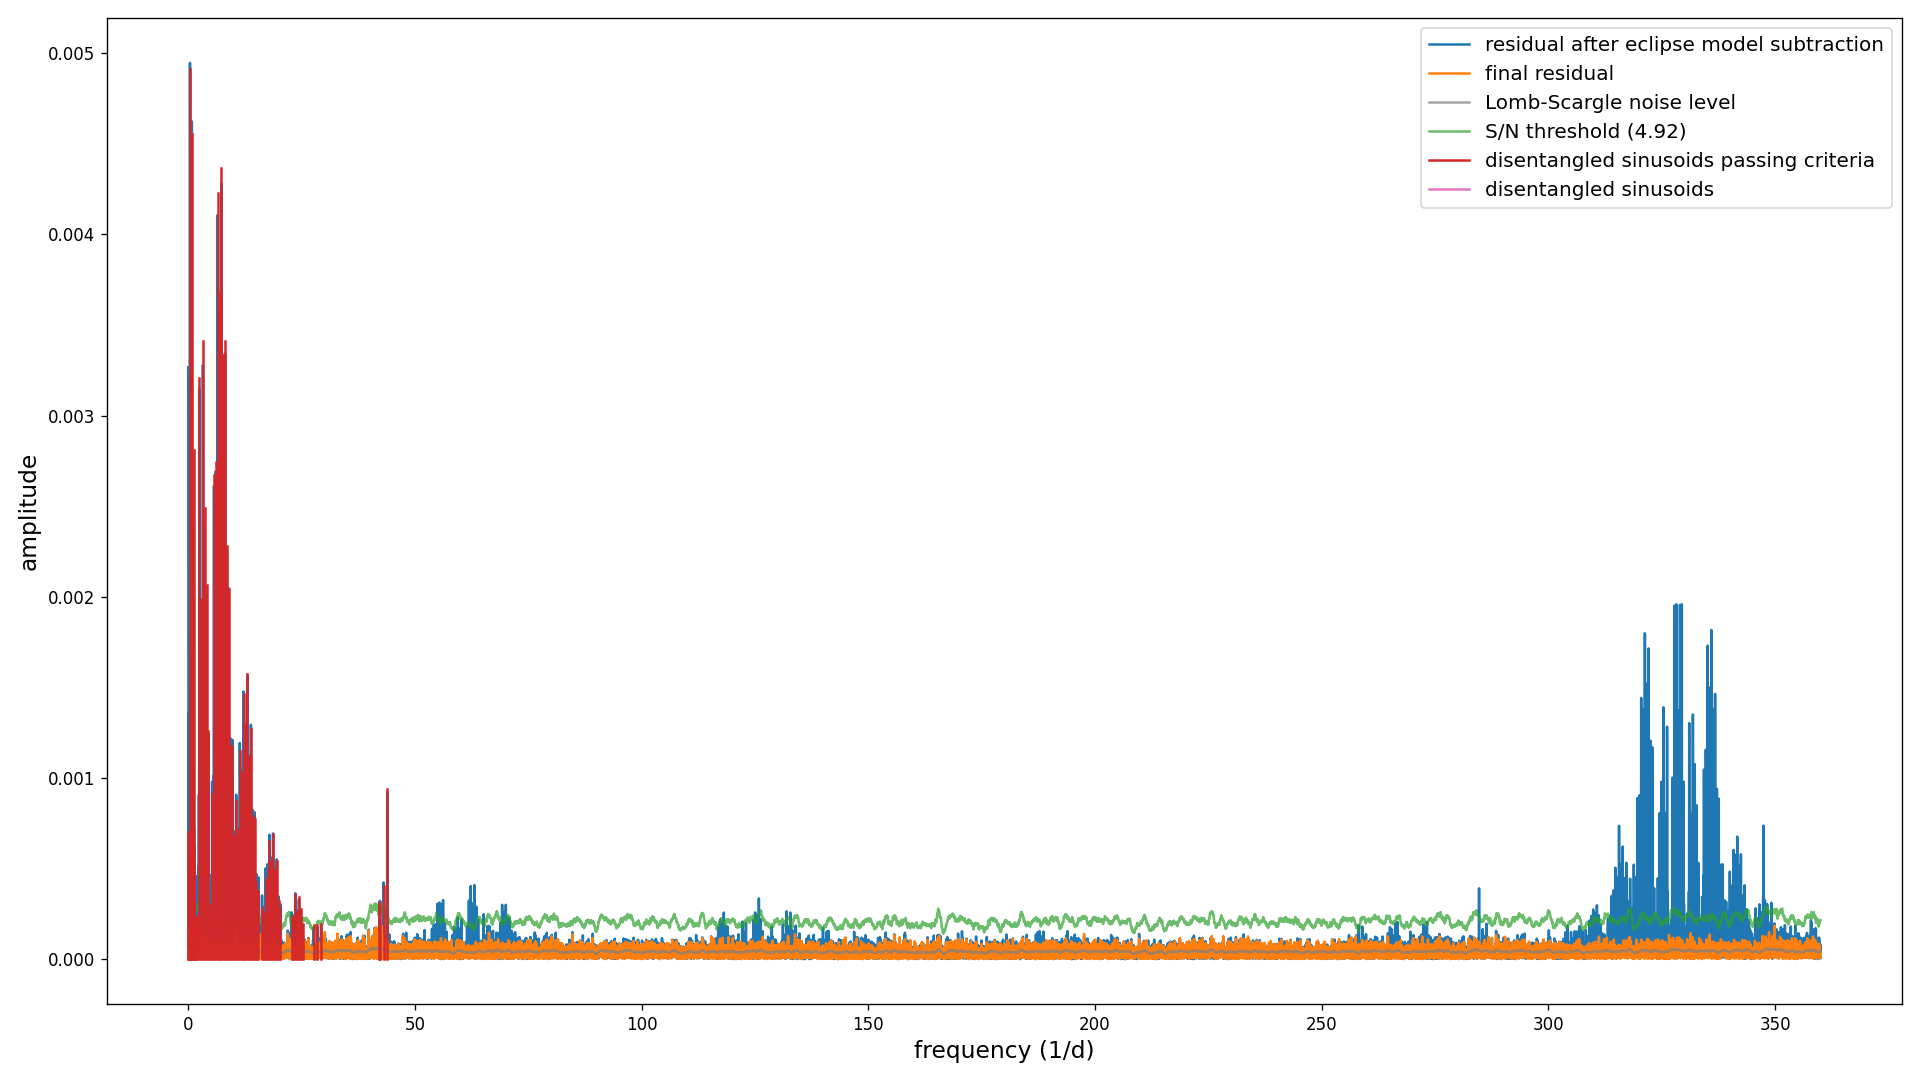 residual after eclipse model subtraction
final residual
Lomb-Scargle noise level
S/N threshold (4.92)
disentangled sinusoids passing criteria
disentangled sinusoids
amplitude
0.005
0.004
0.003
0.002
0.001
0.000
0 50 100 150 200 250 300 350
frequency (1/d)